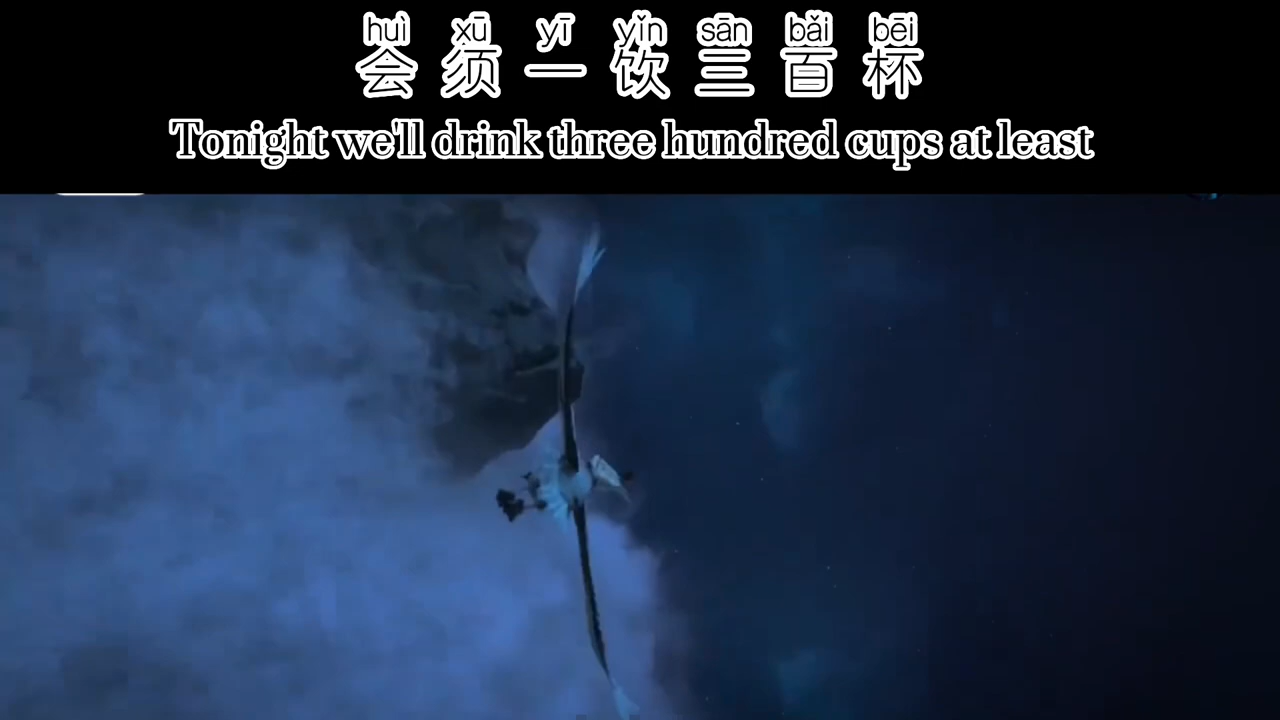 huì xū yī yǐn sān bǎi bēi
会须一饮三百杯
Tonight we'll drink three hundred cups at least